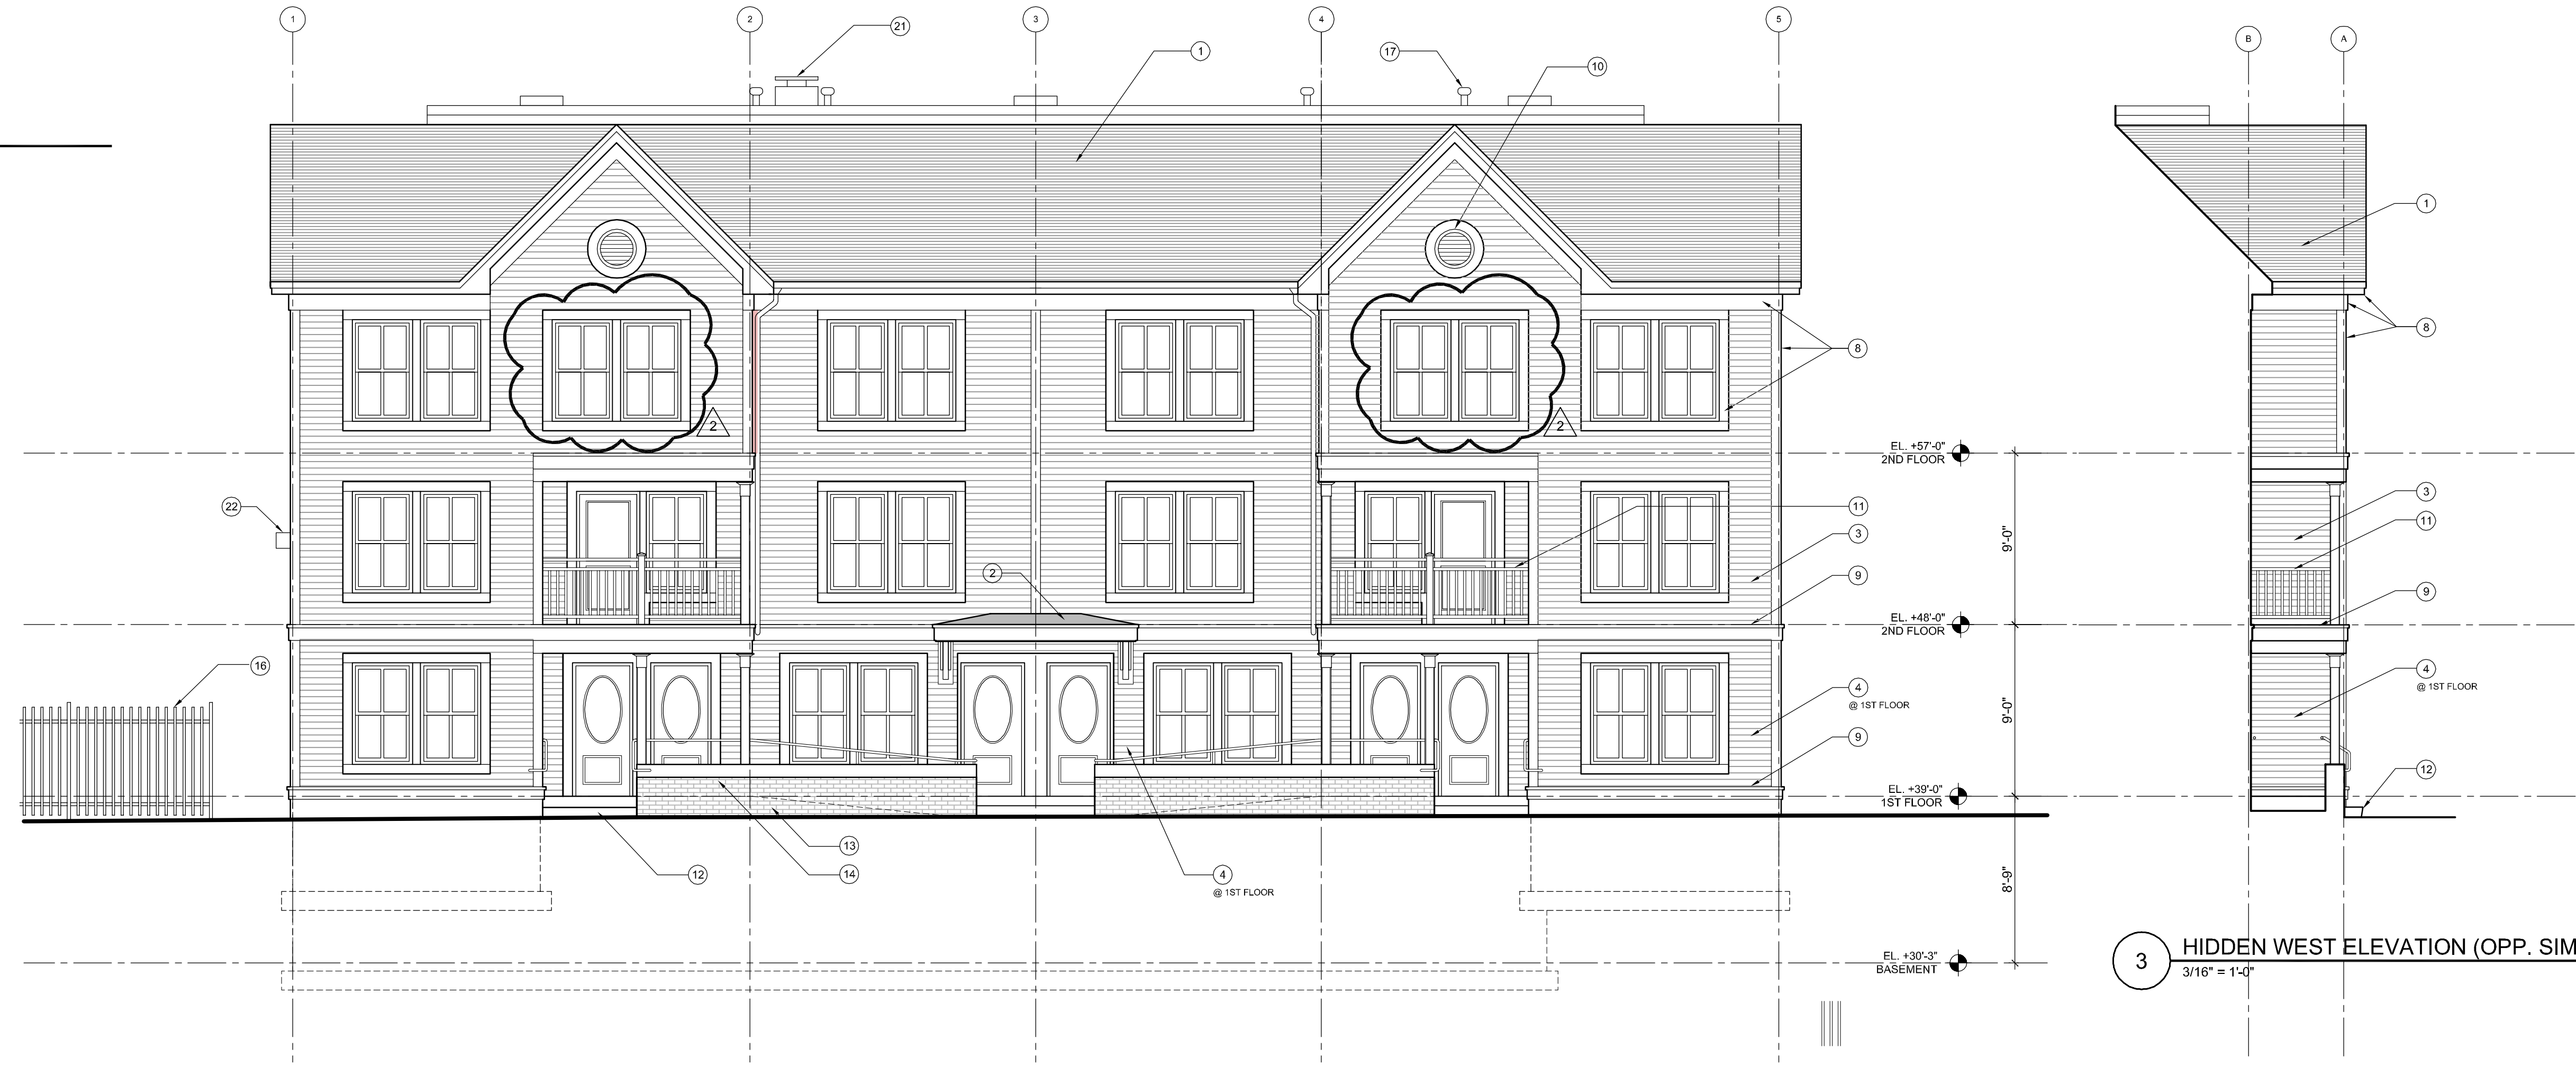 1
2
3
4
5
B
A
21
1
17
10
1
8
8
2
2
EL. +57'-0"
2ND FLOOR
22
11
3
9
2
9'-0"
3
11
9
EL. +48'-0"
2ND FLOOR
16
4
@ 1ST FLOOR
9'-0"
4
@ 1ST FLOOR
9
12
EL. +39'-0"
1ST FLOOR
13
14
12
4
@ 1ST FLOOR
8'-9"
EL. +30'-3"
BASEMENT
3
HIDDEN WEST ELEVATION (OPP. SIM
3/16" = 1'-0"